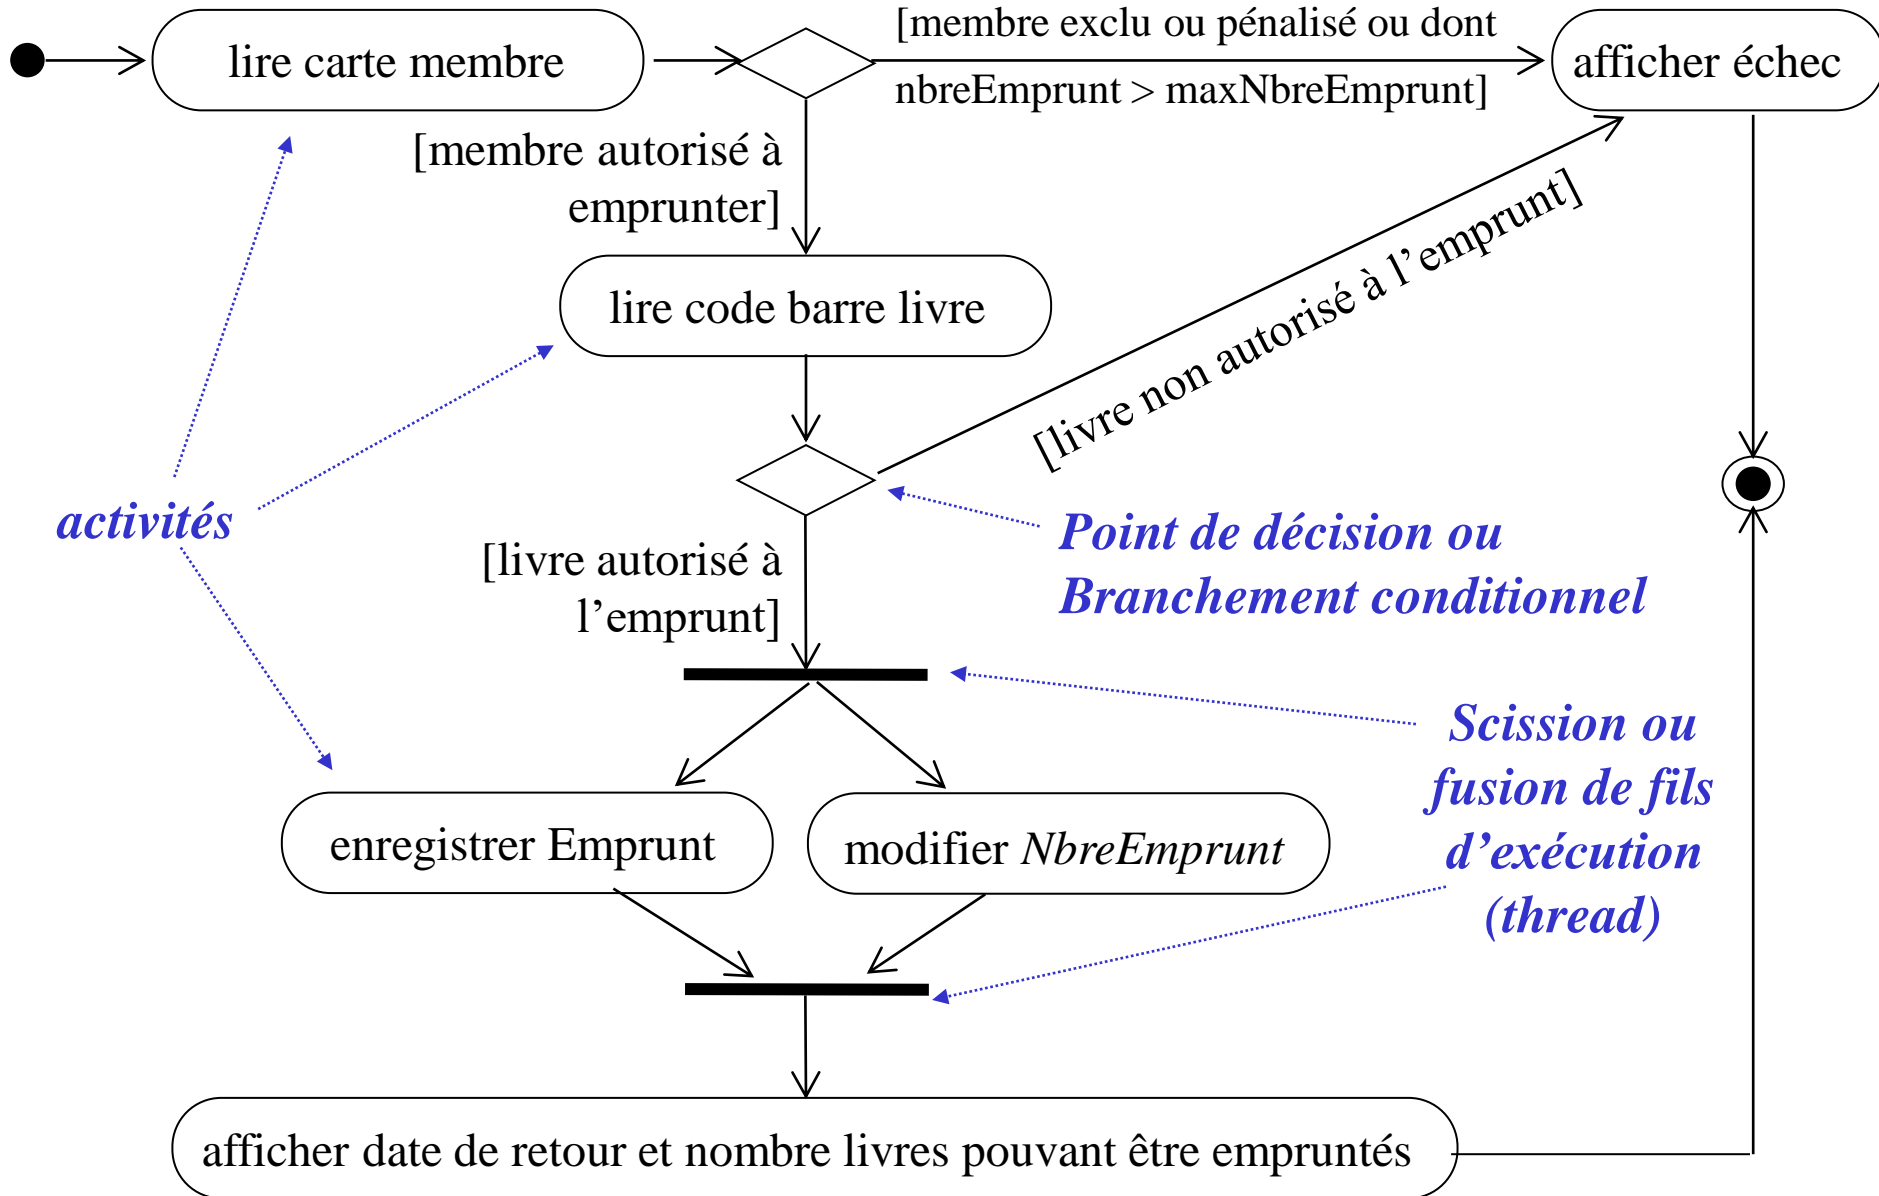 lire carte membre
[membre exclu ou pénalisé ou dont
nbreEmprunt > maxNbreEmprunt]
afficher échec
[membre autorisé à
emprunter]
lire code barre livre
[livre non autorisé à l’emprunt]
activités
Point de décision ou
Branchement conditionnel
[livre autorisé à
l’emprunt]
Scission ou
fusion de fils
d’exécution
(thread)
enregistrer Emprunt
modifier NbreEmprunt
afficher date de retour et nombre livres pouvant être empruntés